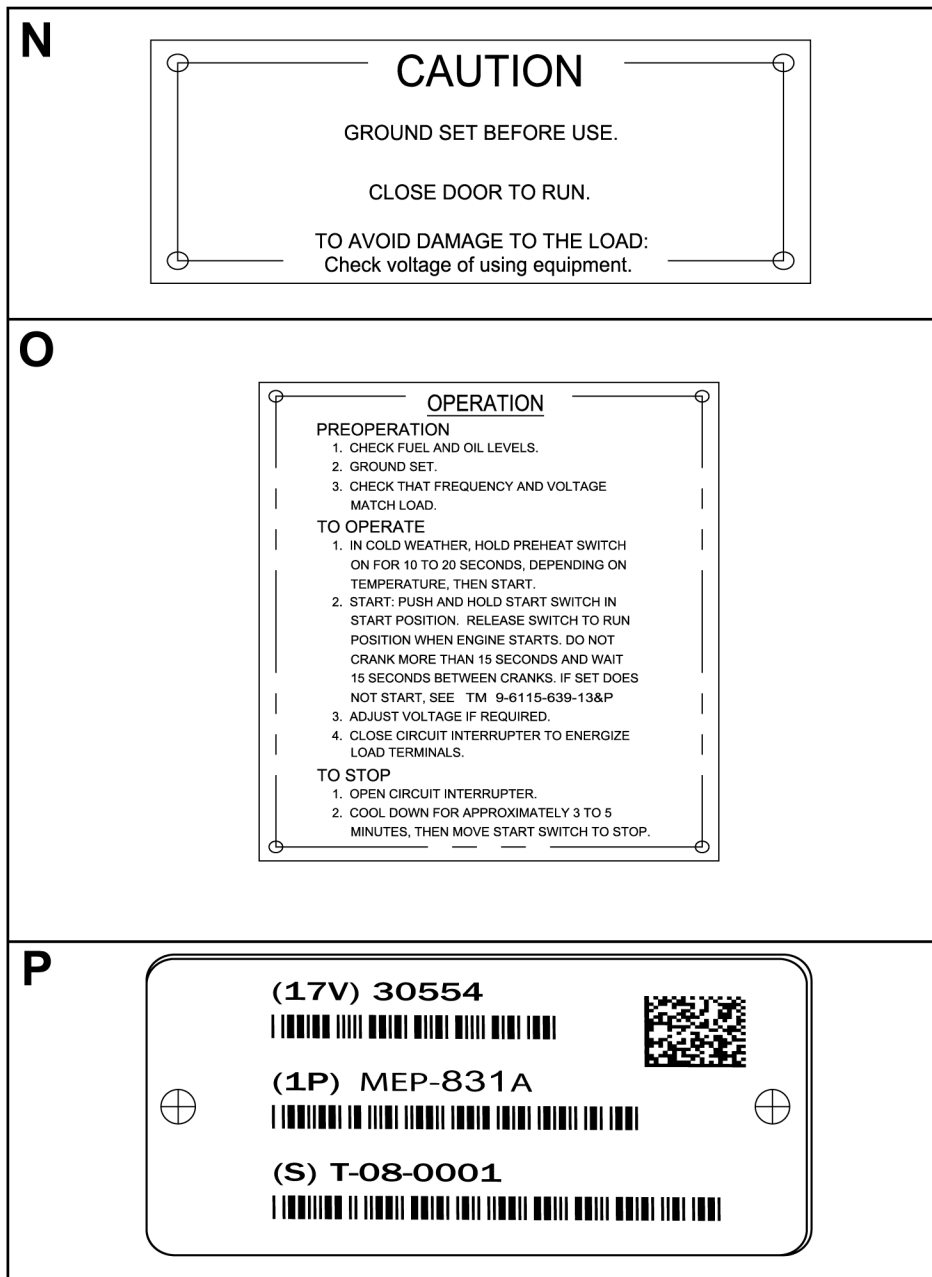 N
CAUTION
GROUND SET BEFORE USE.
CLOSE DOOR TO RUN.
TO AVOID DAMAGE TO THE LOAD:
Check voltage of using equipment.
O
OPERATION
PREOPERATION
1. CHECK FUEL AND OIL LEVELS.
2. GROUND SET.
3. CHECK THAT FREQUENCY AND VOLTAGE
MATCH LOAD.
TO OPERATE
1. IN COLD WEATHER, HOLD PREHEAT SWITCH
ON FOR 10 TO 20 SECONDS, DEPENDING ON
TEMPERATURE, THEN START.
2. START: PUSH AND HOLD START SWITCH IN
START POSITION. RELEASE SWITCH TO RUN
POSITION WHEN ENGINE STARTS. DO NOT
CRANK MORE THAN 15 SECONDS AND WAIT
15 SECONDS BETWEEN CRANKS. IF SET DOES
NOT START, SEE TM 9-6115-639-13&P
3. ADJUST VOLTAGE IF REQUIRED.
4. CLOSE CIRCUIT INTERRUPTER TO ENERGIZE
LOAD TERMINALS.
TO STOP
1. OPEN CIRCUIT INTERRUPTER.
2. COOL DOWN FOR APPROXIMATELY 3 TO 5
MINUTES, THEN MOVE START SWITCH TO STOP.
P
(17V) 30554
(1P) MEP-831A
(S) T-08-0001